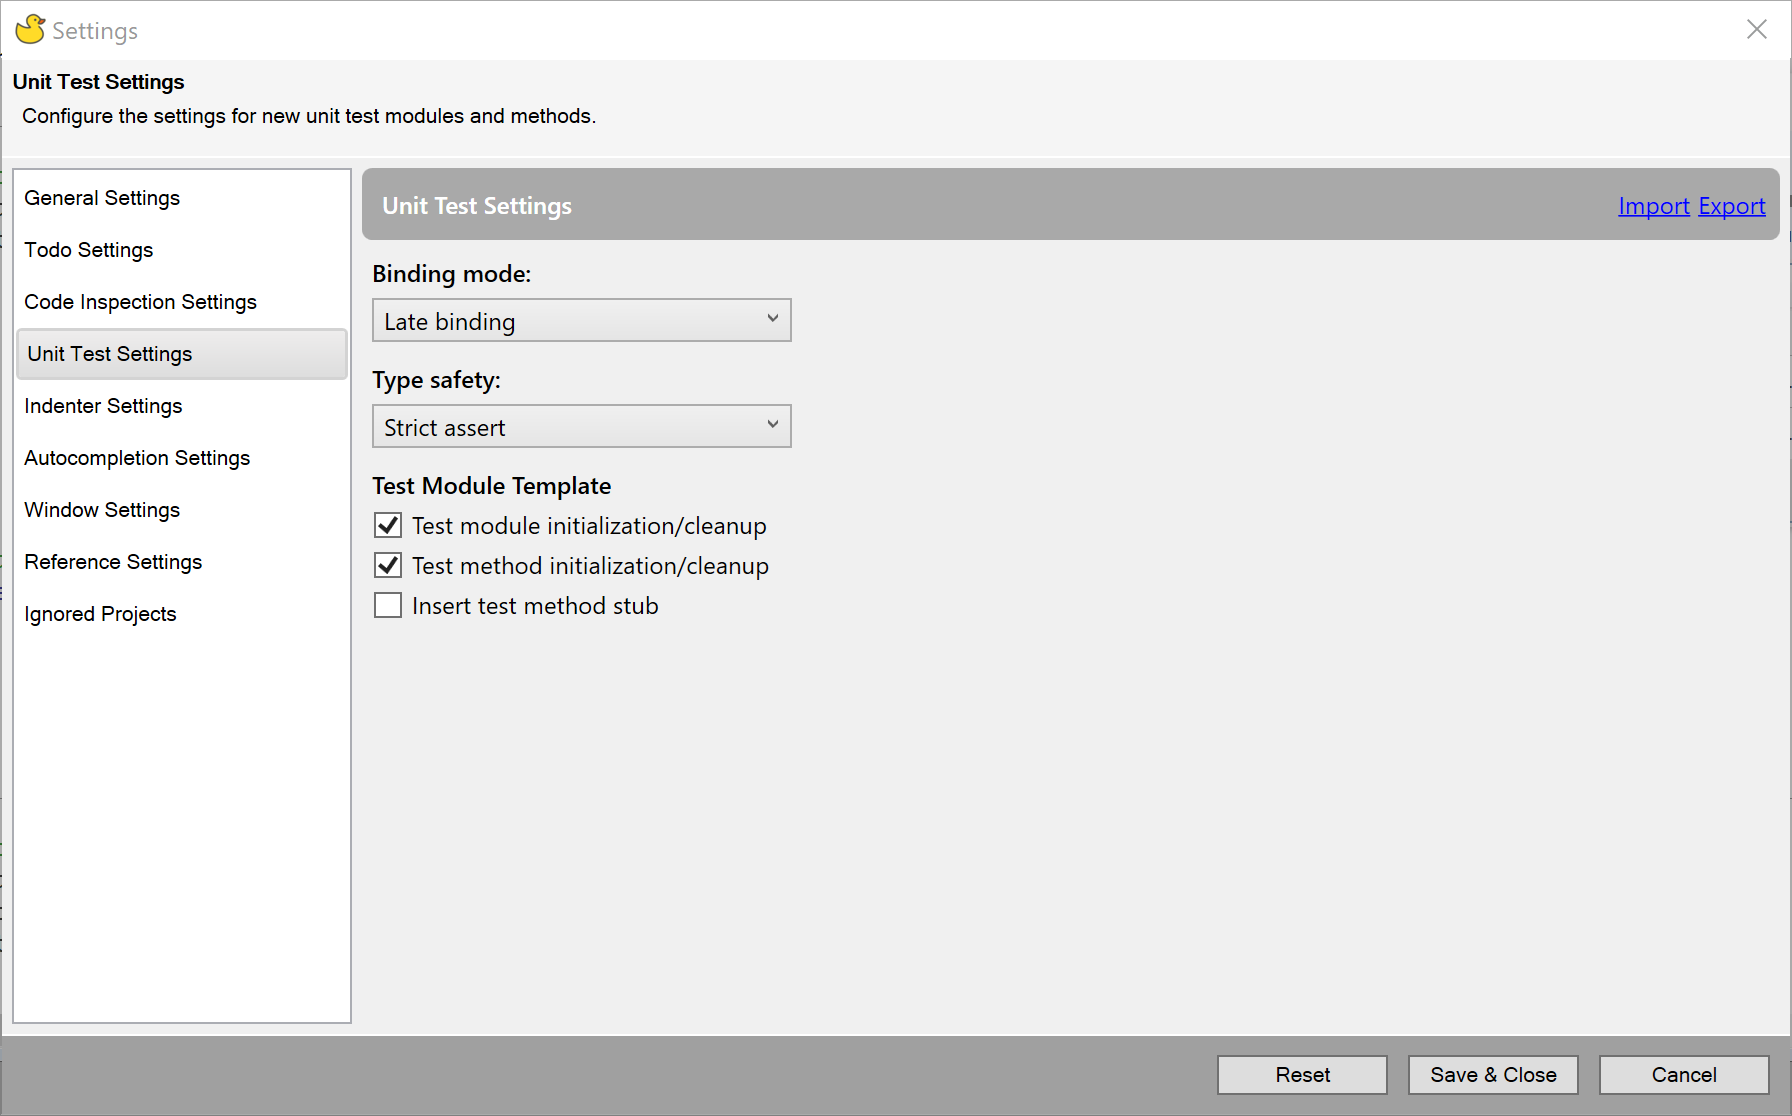 Settings
Unit Test Settings
Configure the settings for new unit test modules and methods.
General Settings
Todo Settings
Code Inspection Settings
Unit Test Settings
Indenter Settings
Autocompletion Settings
Window Settings
Reference Settings
Ignored Projects
Unit Test Settings
Import Export
Binding mode:
Late binding
Type safety:
Strict assert
Test Module Template
Test module initialization/cleanup
Test method initialization/cleanup
Insert test method stub
Reset Save & Close Cancel